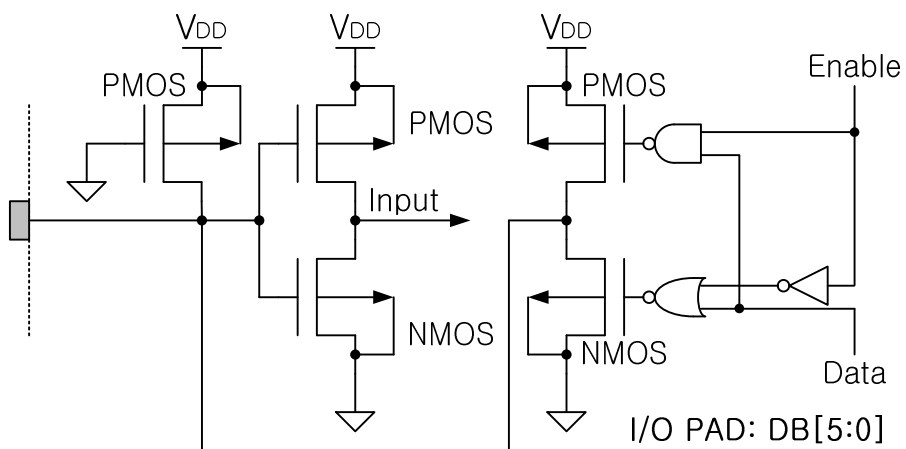 VDD
VDD
VDD
Enable
PMOS
PMOS
PMOS
Input
NMOS
NMOS
Data
I/O PAD: DB[5:0]